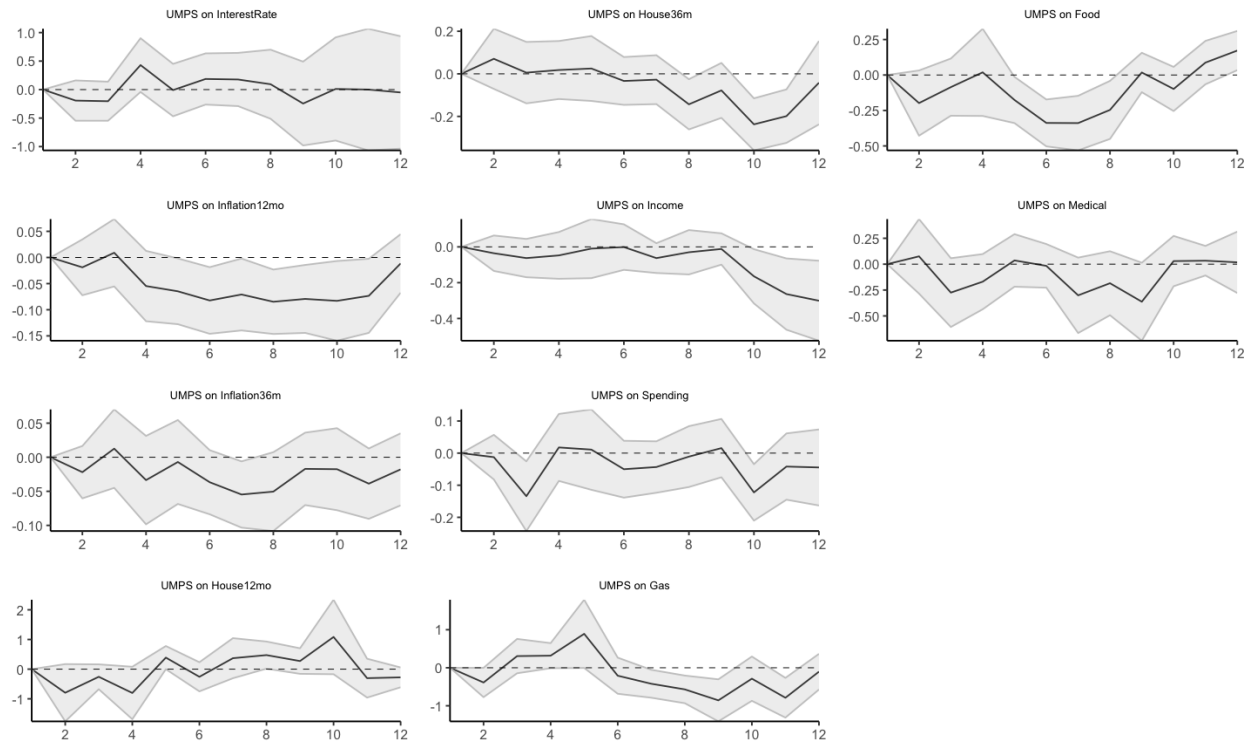 UMPS on InterestRate
1.0
0.5
0.0
-0.5
-1.0
2 4 6 8 10 12
UMPS on House36m
0.2
0.0
-0.2
2 4 6 8 10 12
UMPS on Food
0.25
0.00
-0.25
-0.50
2 4 6 8 10 12
UMPS on Inflation12mo
0.05
0.00
-0.05
-0.10
-0.15
2 4 6 8 10 12
UMPS on Income
0.0
-0.2
-0.4
2 4 6 8 10 12
UMPS on Medical
0.25
0.00
-0.25
-0.50
2 4 6 8 10 12
UMPS on Inflation36m
0.05
0.00
-0.05
-0.10
2 4 6 8 10 12
UMPS on Spending
0.1
0.0
-0.1
-0.2
2 4 6 8 10 12
UMPS on House12mo
2
1
0
-1
2 4 6 8 10 12
UMPS on Gas
1
0
-1
2 4 6 8 10 12